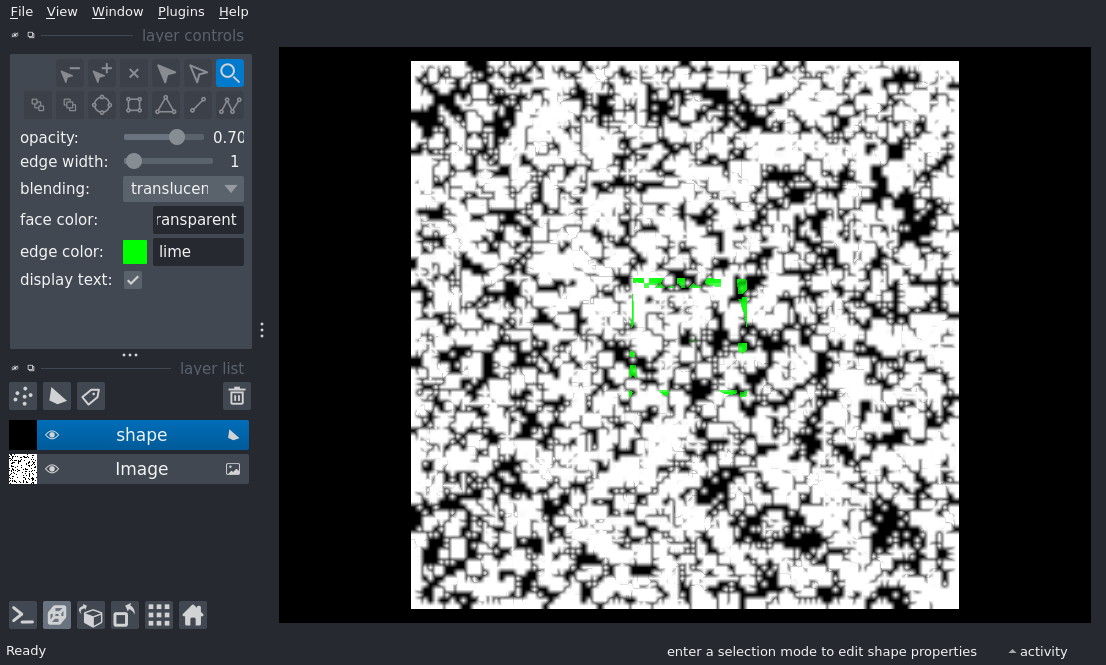 File View Window Plugins Help
layer controls
opacity: 0.70
edge width: 1
blending: translucen
face color: ransparent
edge color: lime
display text:
layer list
shape
Image
Ready
enter a selection mode to edit shape properties
activity